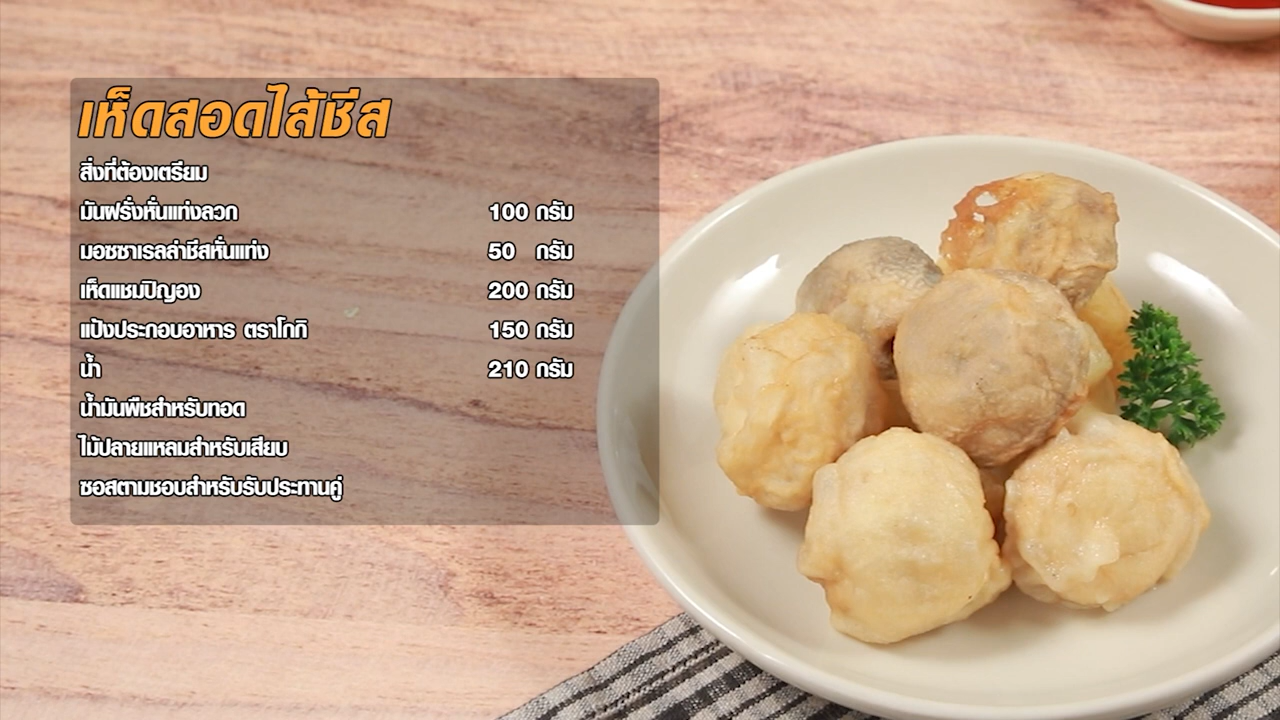 เห็ดสอดไส้ชีส
สิ่งที่ต้องเตรียม
มันฝรั่งหั่นแท่งลวก 100 กรัม
มอซซาเรลล่าชีสหั่นแท่ง 50 กรัม
เห็ดแชมปิญอง 200 กรัม
แป้งประกอบอาหาร ตราโกกิ 150 กรัม
น้ำ 210 กรัม
น้ำมันพืชสำหรับทอด
ไม้ปลายแหลมสำหรับเสียบ
ซอสตามชอบสำหรับรับประทานคู่